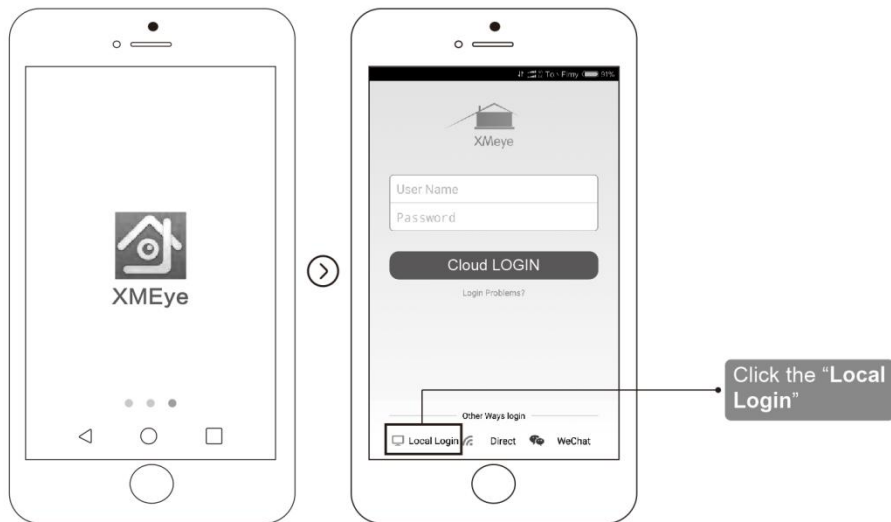 XMEye
91%
XMeye
User Name
Password
Cloud LOGIN
Login Problems?
Other Ways login
Local Login Direct WeChat
Click the “Local
Login”